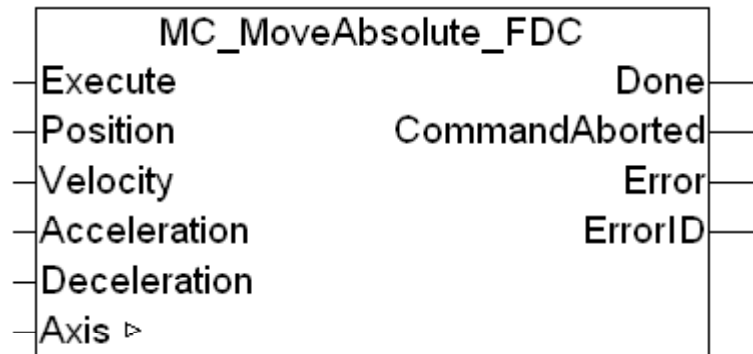 MC_MoveAbsolute_FDC
Execute Done
Position CommandAborted
Velocity Error
Acceleration ErrorID
Deceleration
Axis ▷